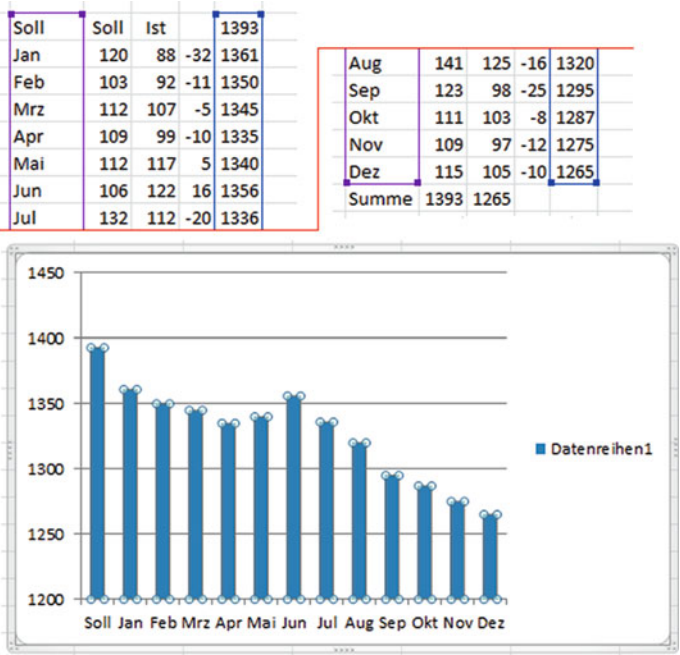 Soll Soll Ist 1393
Jan 120 88 -32 1361
Feb 103 92 -11 1350
Mrz 112 107 -5 1345
Apr 109 99 -10 1335
Mai 112 117 5 1340
Jun 106 122 16 1356
Jul 132 112 -20 1336
Aug 141 125 -16 1320
Sep 123 98 -25 1295
Okt 111 103 -8 1287
Nov 109 97 -12 1275
Dez 115 105 -10 1265
Summe 1393 1265
1450
1400
1350
1300
1250
1200
Soll Jan Feb Mrz Apr Mai Jun Jul Aug Sep Okt Nov Dez
Datenreihen1